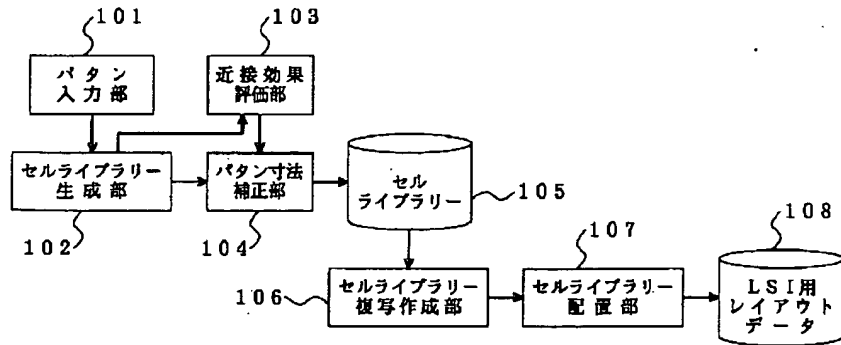 101
103
パタン
入力部
近接効果
評価部
セルライブラリー
生成部
パタン寸法
補正部
セル
ライブラリー
102
104
105
107
108
106
セルライブラリー
複写作成部
セルライブラリー
配置部
LSI用
レイアウト
データ